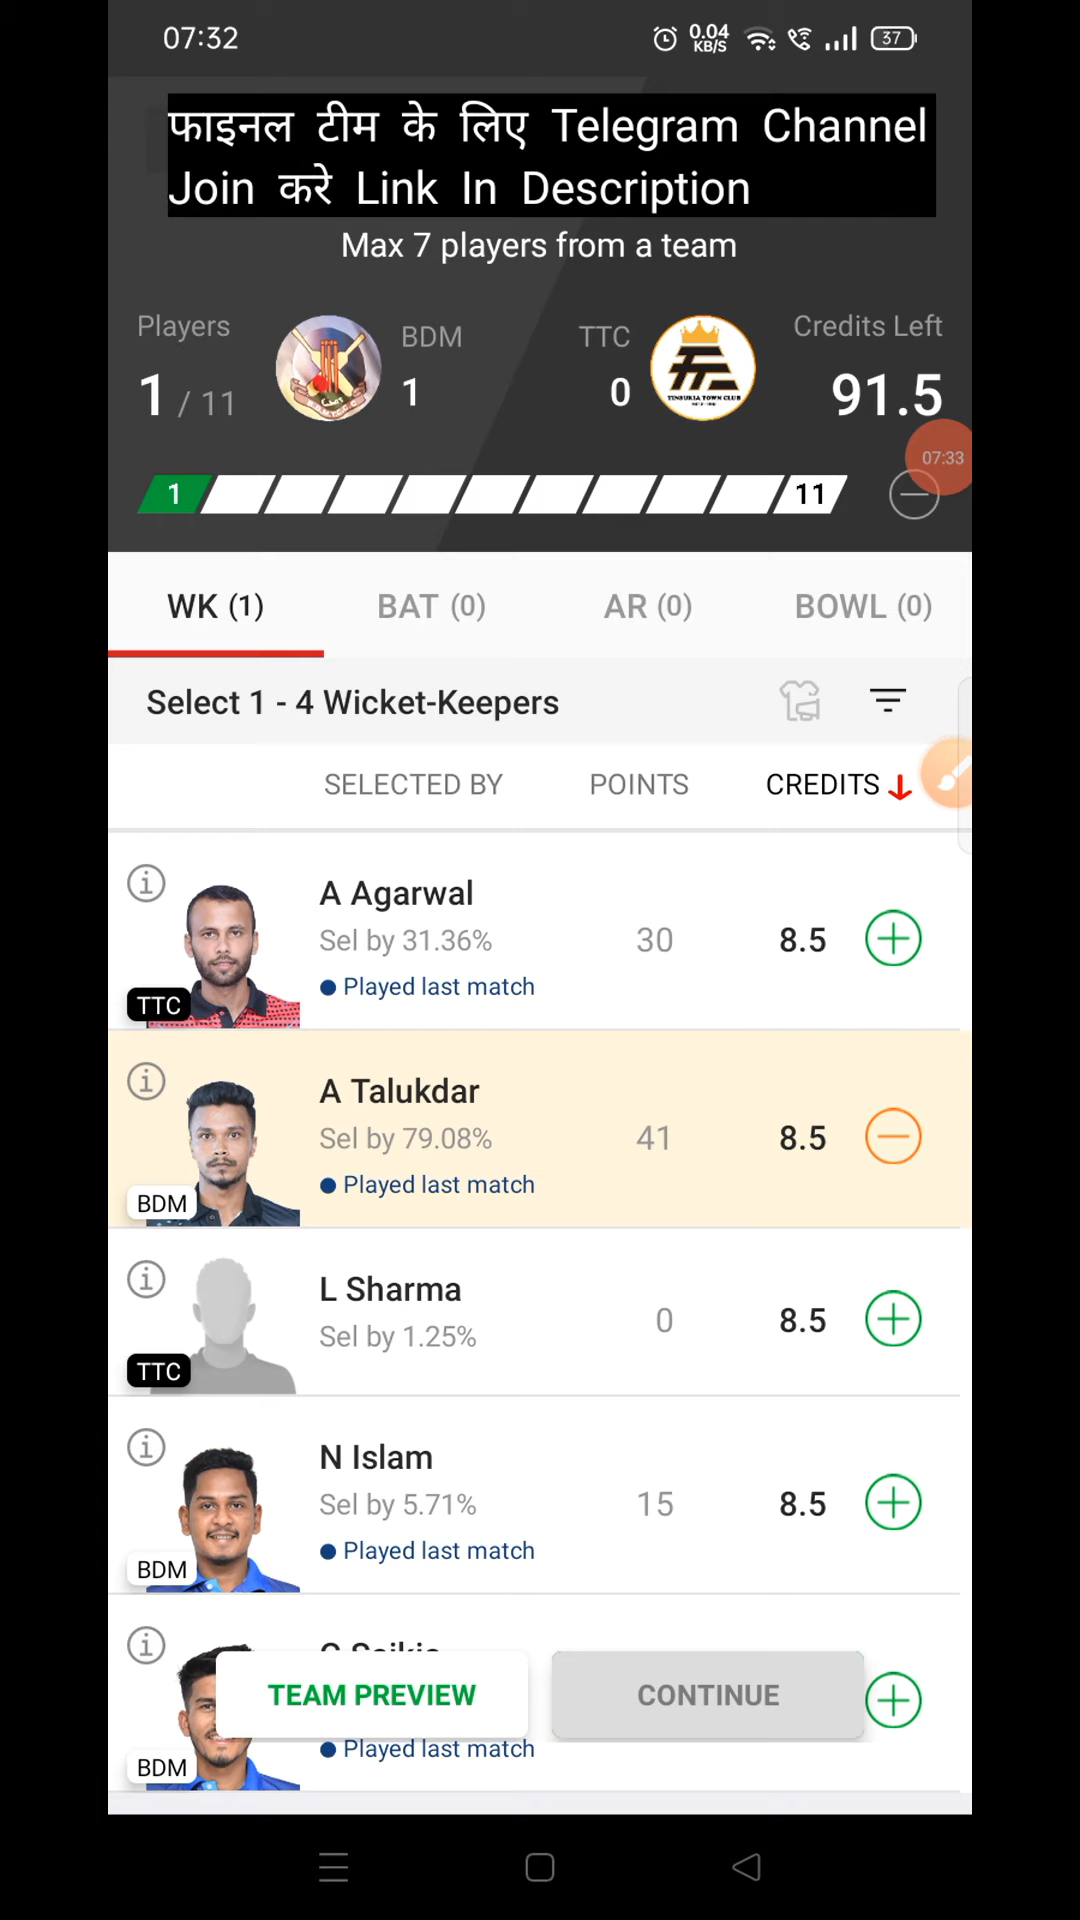 07:32
0.04
KB/S
37
फाइनल टीम के लिए Telegram Channel
Join करे Link In Description
Max 7 players from a team
Players
BDM
TTC
Credits Left
1 / 11
1
0
91.5
TINSUKIA TOWN CLUB
07:33
1
11
WK (1)
BAT (0)
AR (0)
BOWL (0)
Select 1 - 4 Wicket-Keepers
SELECTED BY
POINTS
CREDITS
A Agarwal
Sel by 31.36%
30
8.5
Played last match
TTC
A Talukdar
Sel by 79.08%
41
8.5
Played last match
BDM
L Sharma
Sel by 1.25%
0
8.5
TTC
N Islam
Sel by 5.71%
15
8.5
Played last match
BDM
TEAM PREVIEW
CONTINUE
Played last match
BDM